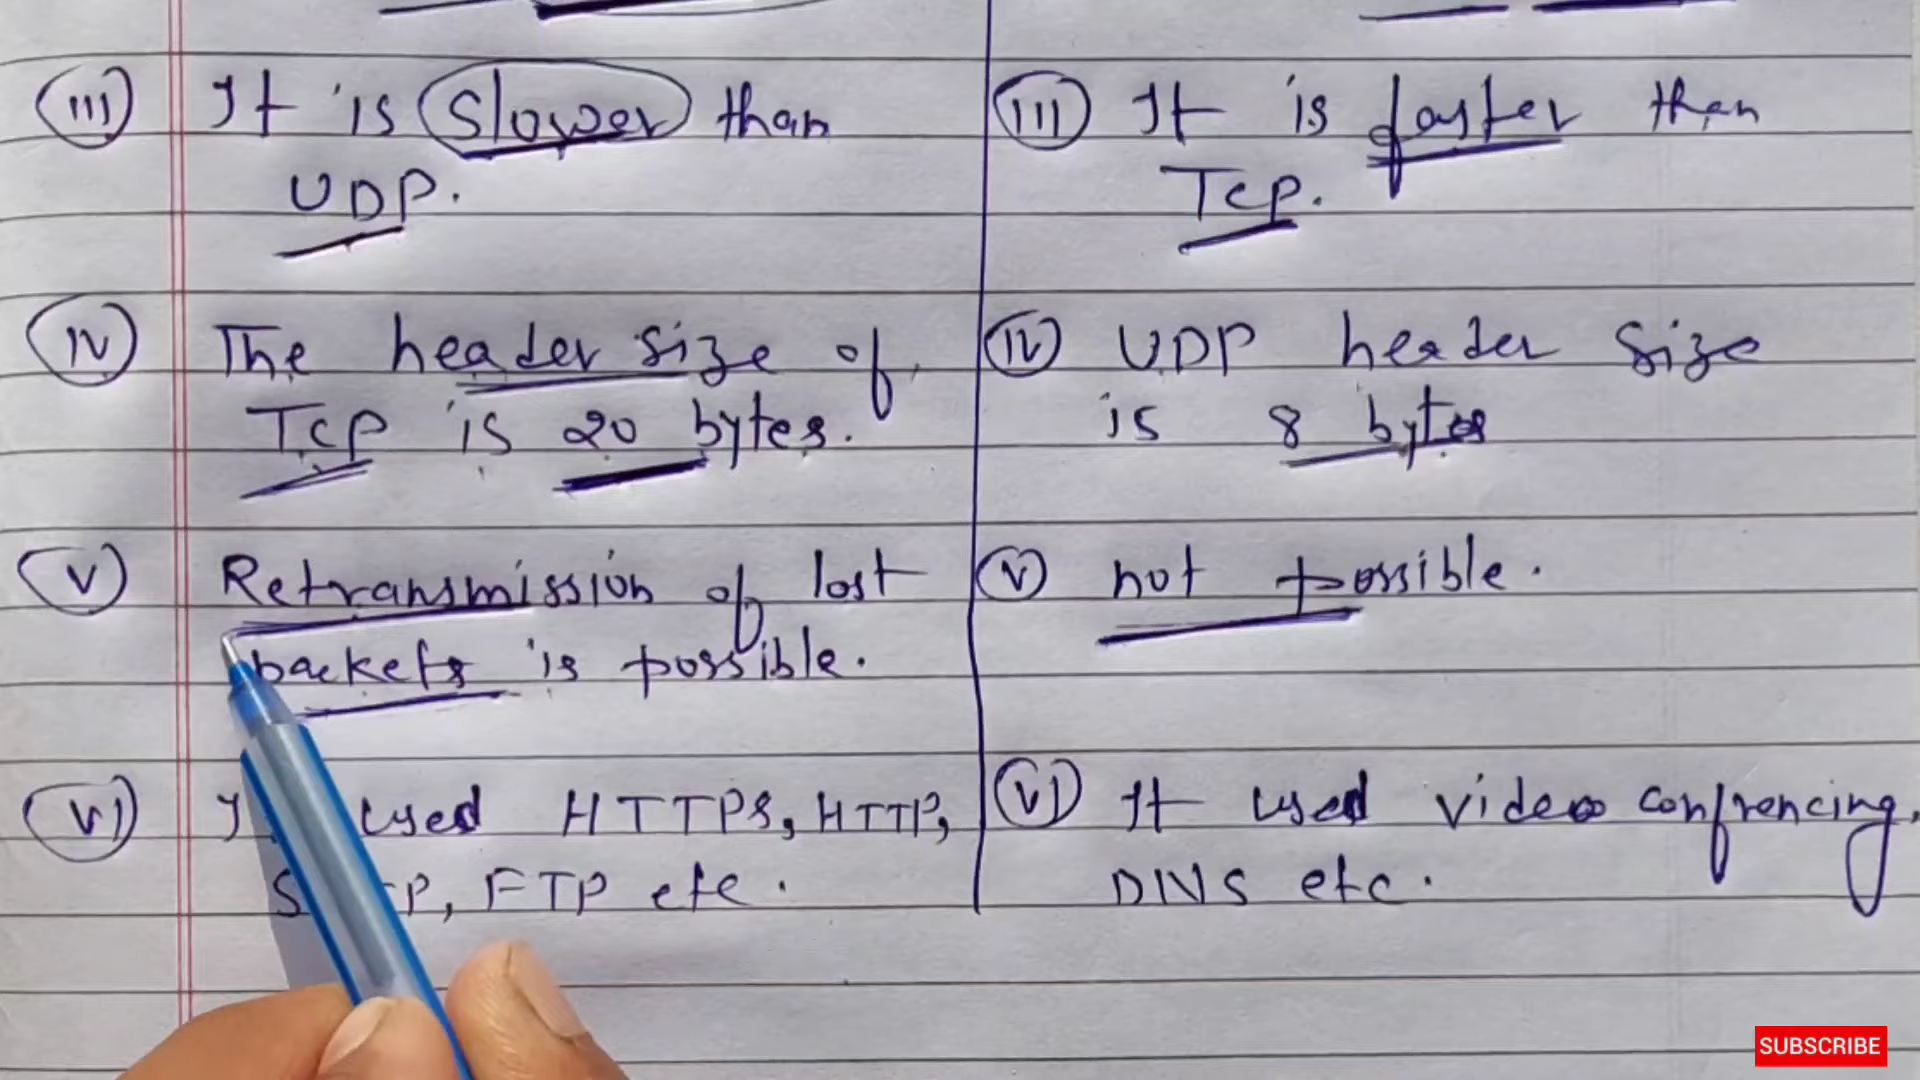 (iii) It is slower than
UDP.
(iv) The header size of
TCP is 20 bytes.
(v) Retransmission of lost
packets is possible.
(vi) used HTTPs, HTTP,
FTP etc.
(iii) It is faster than
TCP.
(iv) UDP header size
is 8 bytes
(v) not possible.
(vi) It used video confrencing,
DNS etc.
SUBSCRIBE